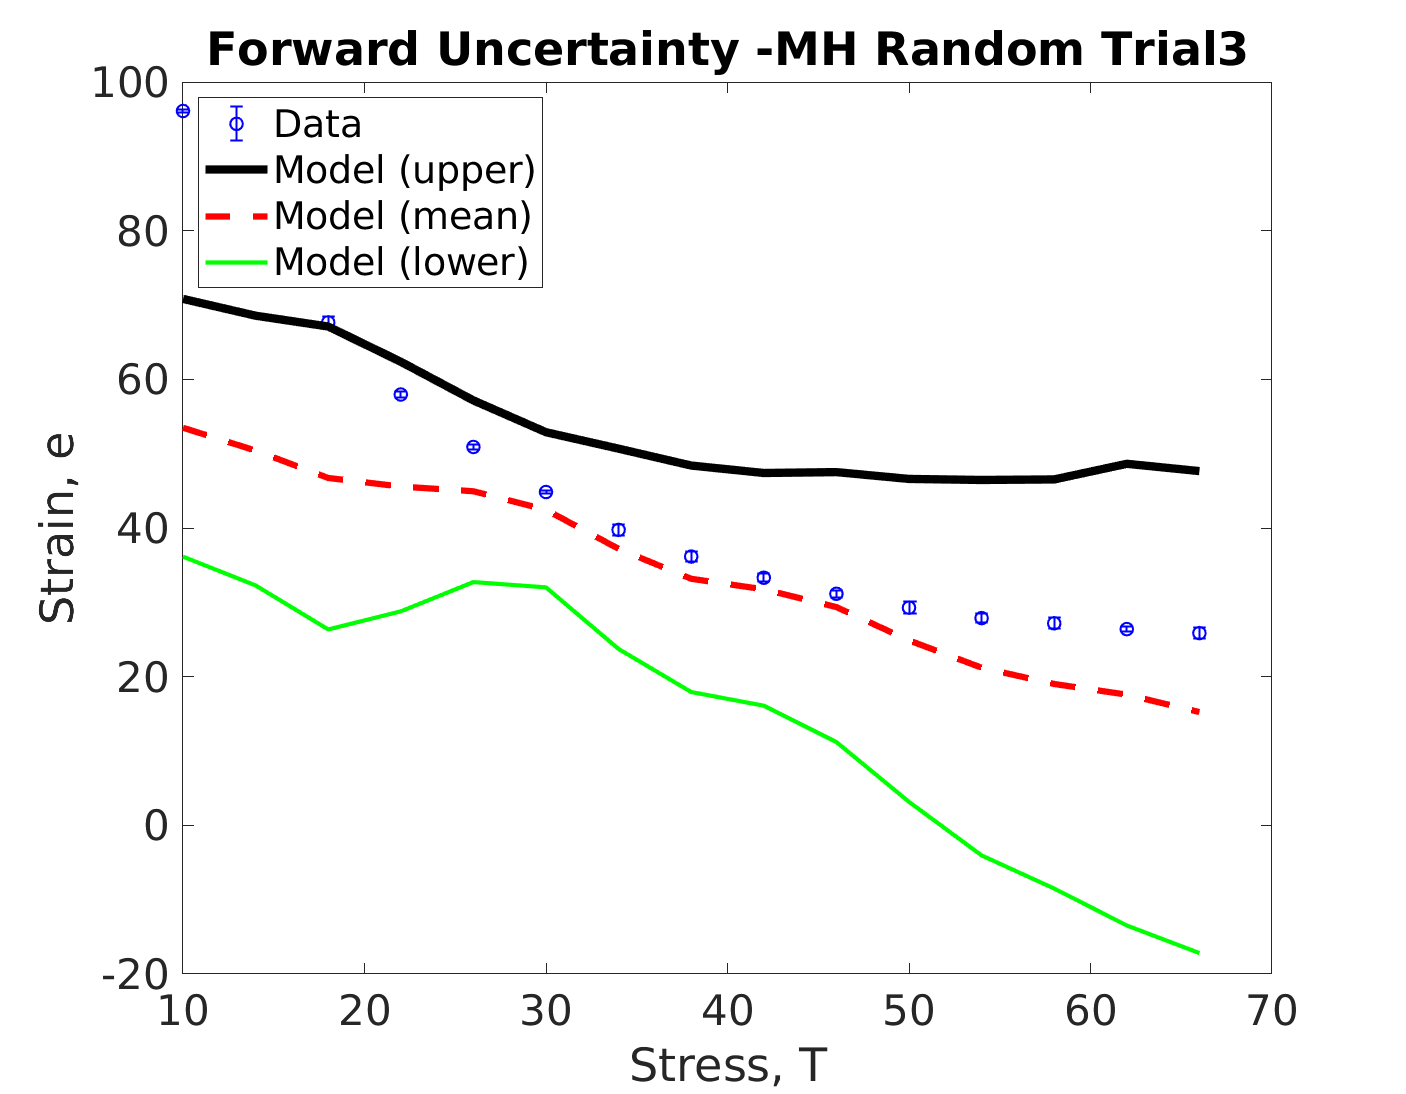 Forward Uncertainty -MH Random Trial3
100
80
60
40
20
0
-20
Strain, e
Data
Model (upper)
Model (mean)
Model (lower)
10 20 30 40 50 60 70
Stress, T